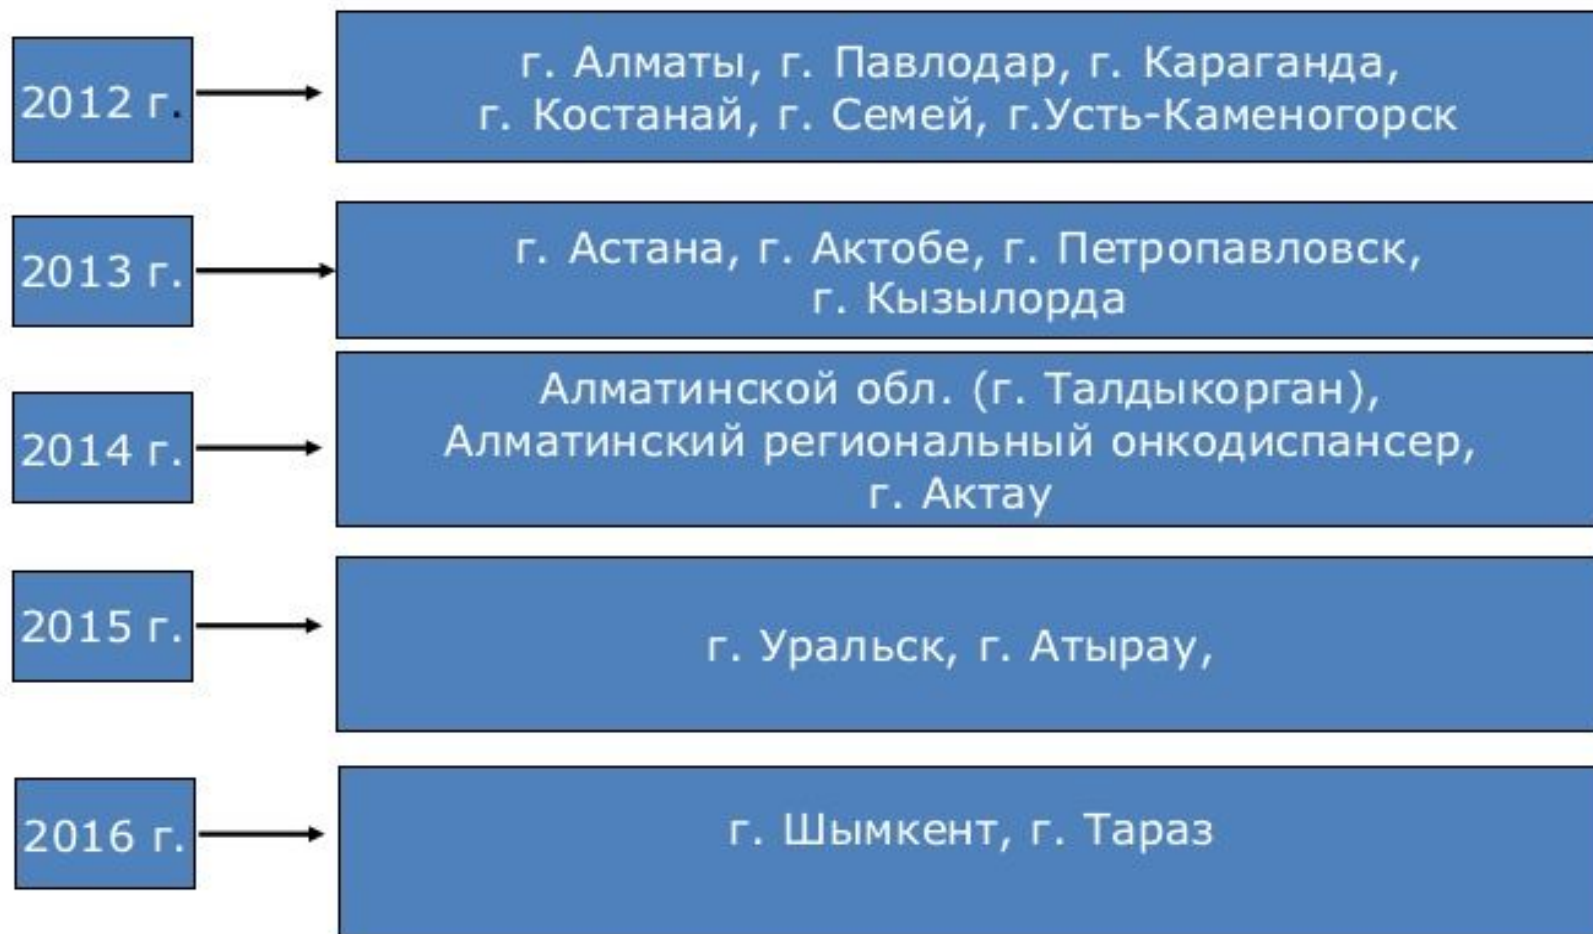 2012 г.
г. Алматы, г. Павлодар, г. Караганда,
г. Костанай, г. Семей, г.Усть-Каменогорск
2013 г.
г. Астана, г. Актобе, г. Петропавловск,
г. Кызылорда
2014 г.
Алматинской обл. (г. Талдыкорган),
Алматинский региональный онкодиспансер,
г. Актау
2015 г.
г. Уральск, г. Атырау,
2016 г.
г. Шымкент, г. Тараз